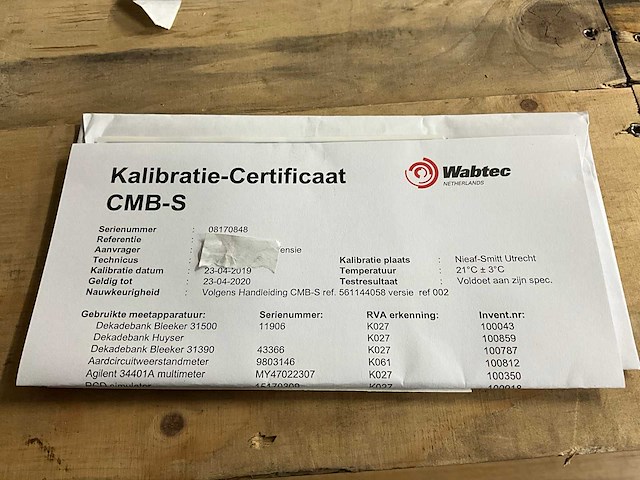 Kalibratie-Certificaat
CMB-S
Wabtec
NETHERLANDS
Serienummer : 08170848
Referentie :
Aanvrager : ensie
Technicus : Kalibratie plaats : Nieaf-Smitt Utrecht
Kalibratie datum : 23-04-2019 Temperatuur : 21°C ± 3°C
Geldig tot : 23-04-2020 Testresultaat : Voldoet aan zijn spec.
Nauwkeurigheid : Volgens Handleiding CMB-S ref. 561144058 versie ref 002
Gebruikte meetapparatuur: Serienummer: RVA erkenning: Invent.nr:
Dekadebank Bleeker 31500 11906 K027 100043
Dekadebank Huyser K027 100859
Dekadebank Bleeker 31390 43366 K027 100787
Aardcircuitweerstandmeter 9803146 K061 100812
Agilent 34401A multimeter MY47022307 K027 100350
K027